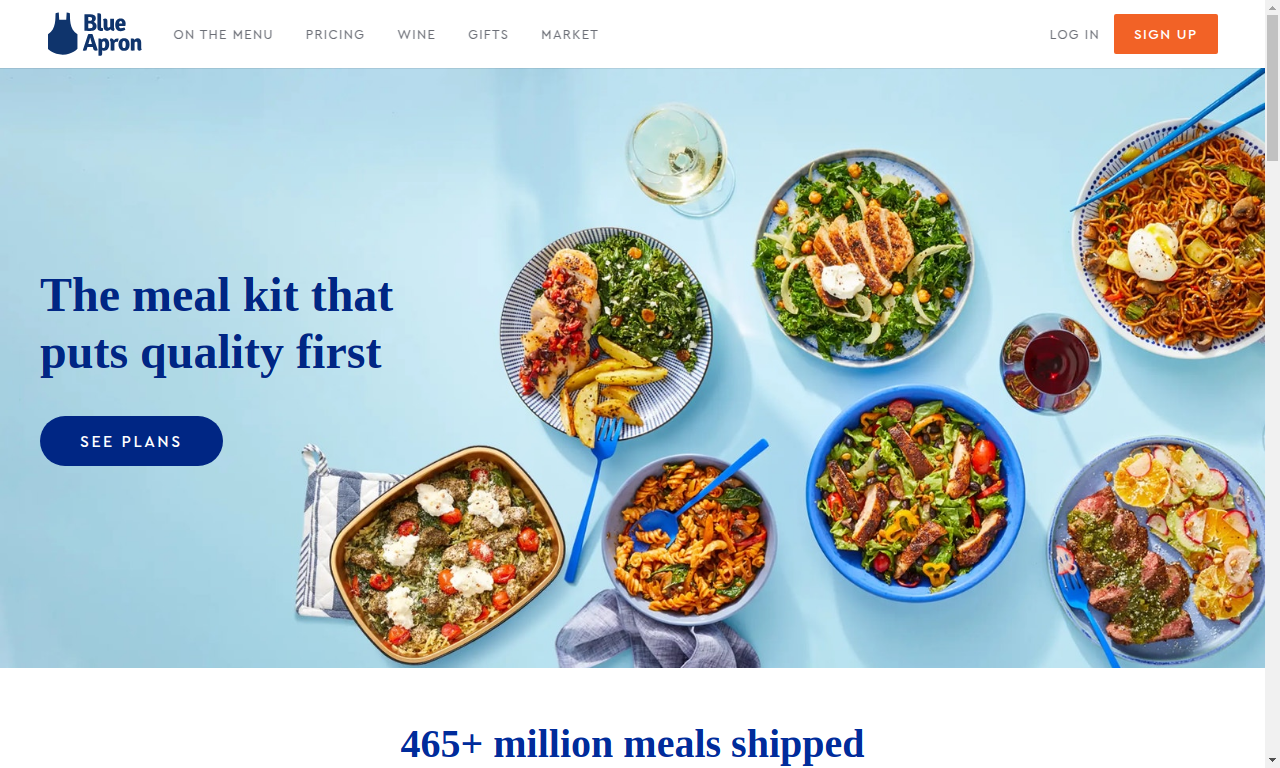 Blue
Apron
ON THE MENU
PRICING
WINE
GIFTS
MARKET
LOG IN
SIGN UP
The meal kit that
puts quality first
SEE PLANS
465+ million meals shipped